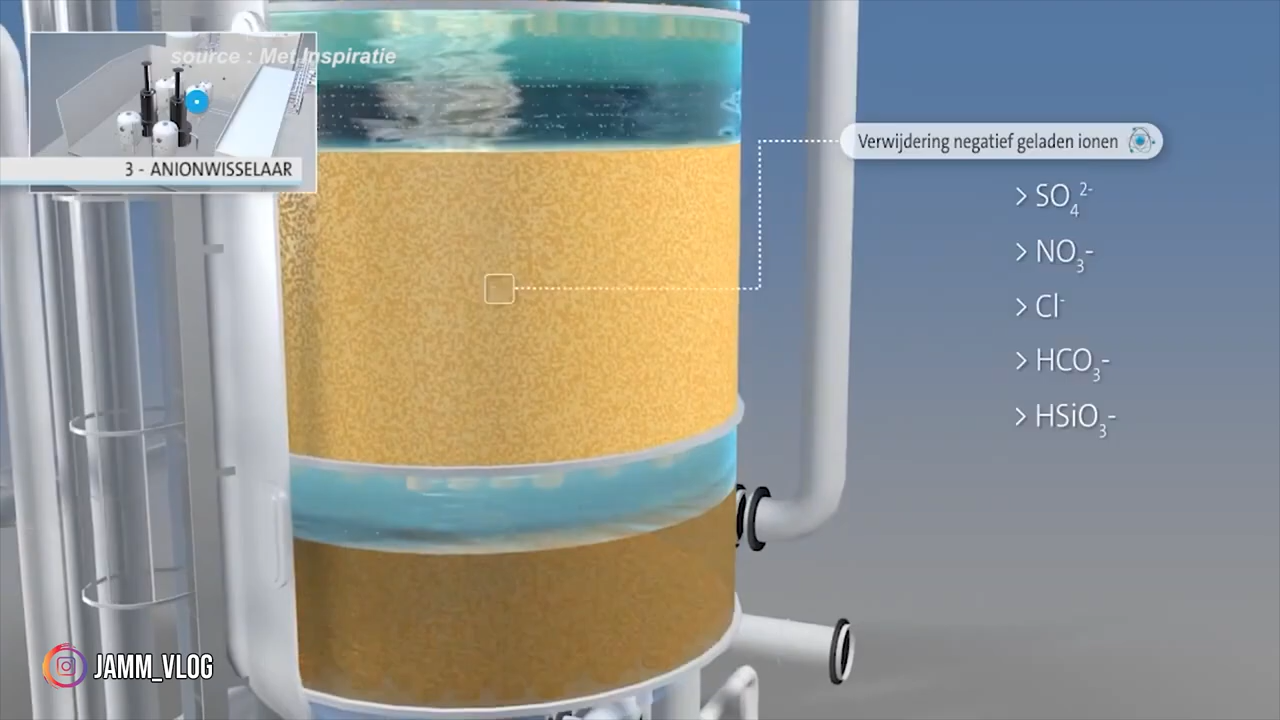 source : Met Inspiratie
3 - ANIONWISSELAAR
Verwijdering negatief geladen ionen
> SO₄²⁻
> NO₃-
> Cl⁻
> HCO₃-
> HSiO₃-
JAMM_VLOG